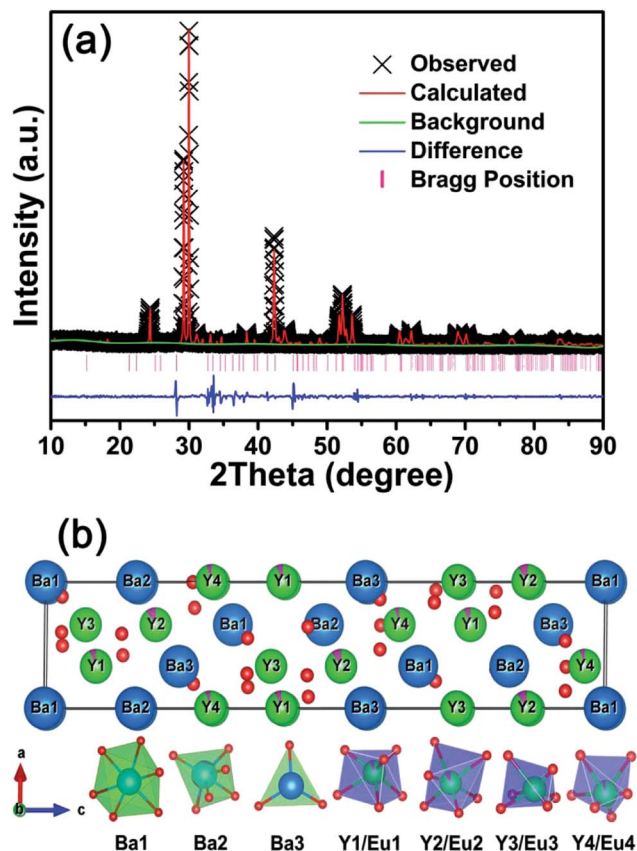 (a)
Observed
Calculated
Background
Difference
Bragg Position
Intensity (a.u.)
10 20 30 40 50 60 70 80 90
2Theta (degree)
(b)
Ba1 Ba2 Y4 Y1 Ba3 Y3 Y2 Ba1
Y3 Y2 Ba1 Ba2 Y4 Y1 Ba3
Y1 Ba3 Y3 Y2 Ba1 Ba2 Y4
Ba1 Ba2 Y4 Y1 Ba3 Y3 Y2 Ba1
a
b c
Ba1 Ba2 Ba3 Y1/Eu1 Y2/Eu2 Y3/Eu3 Y4/Eu4